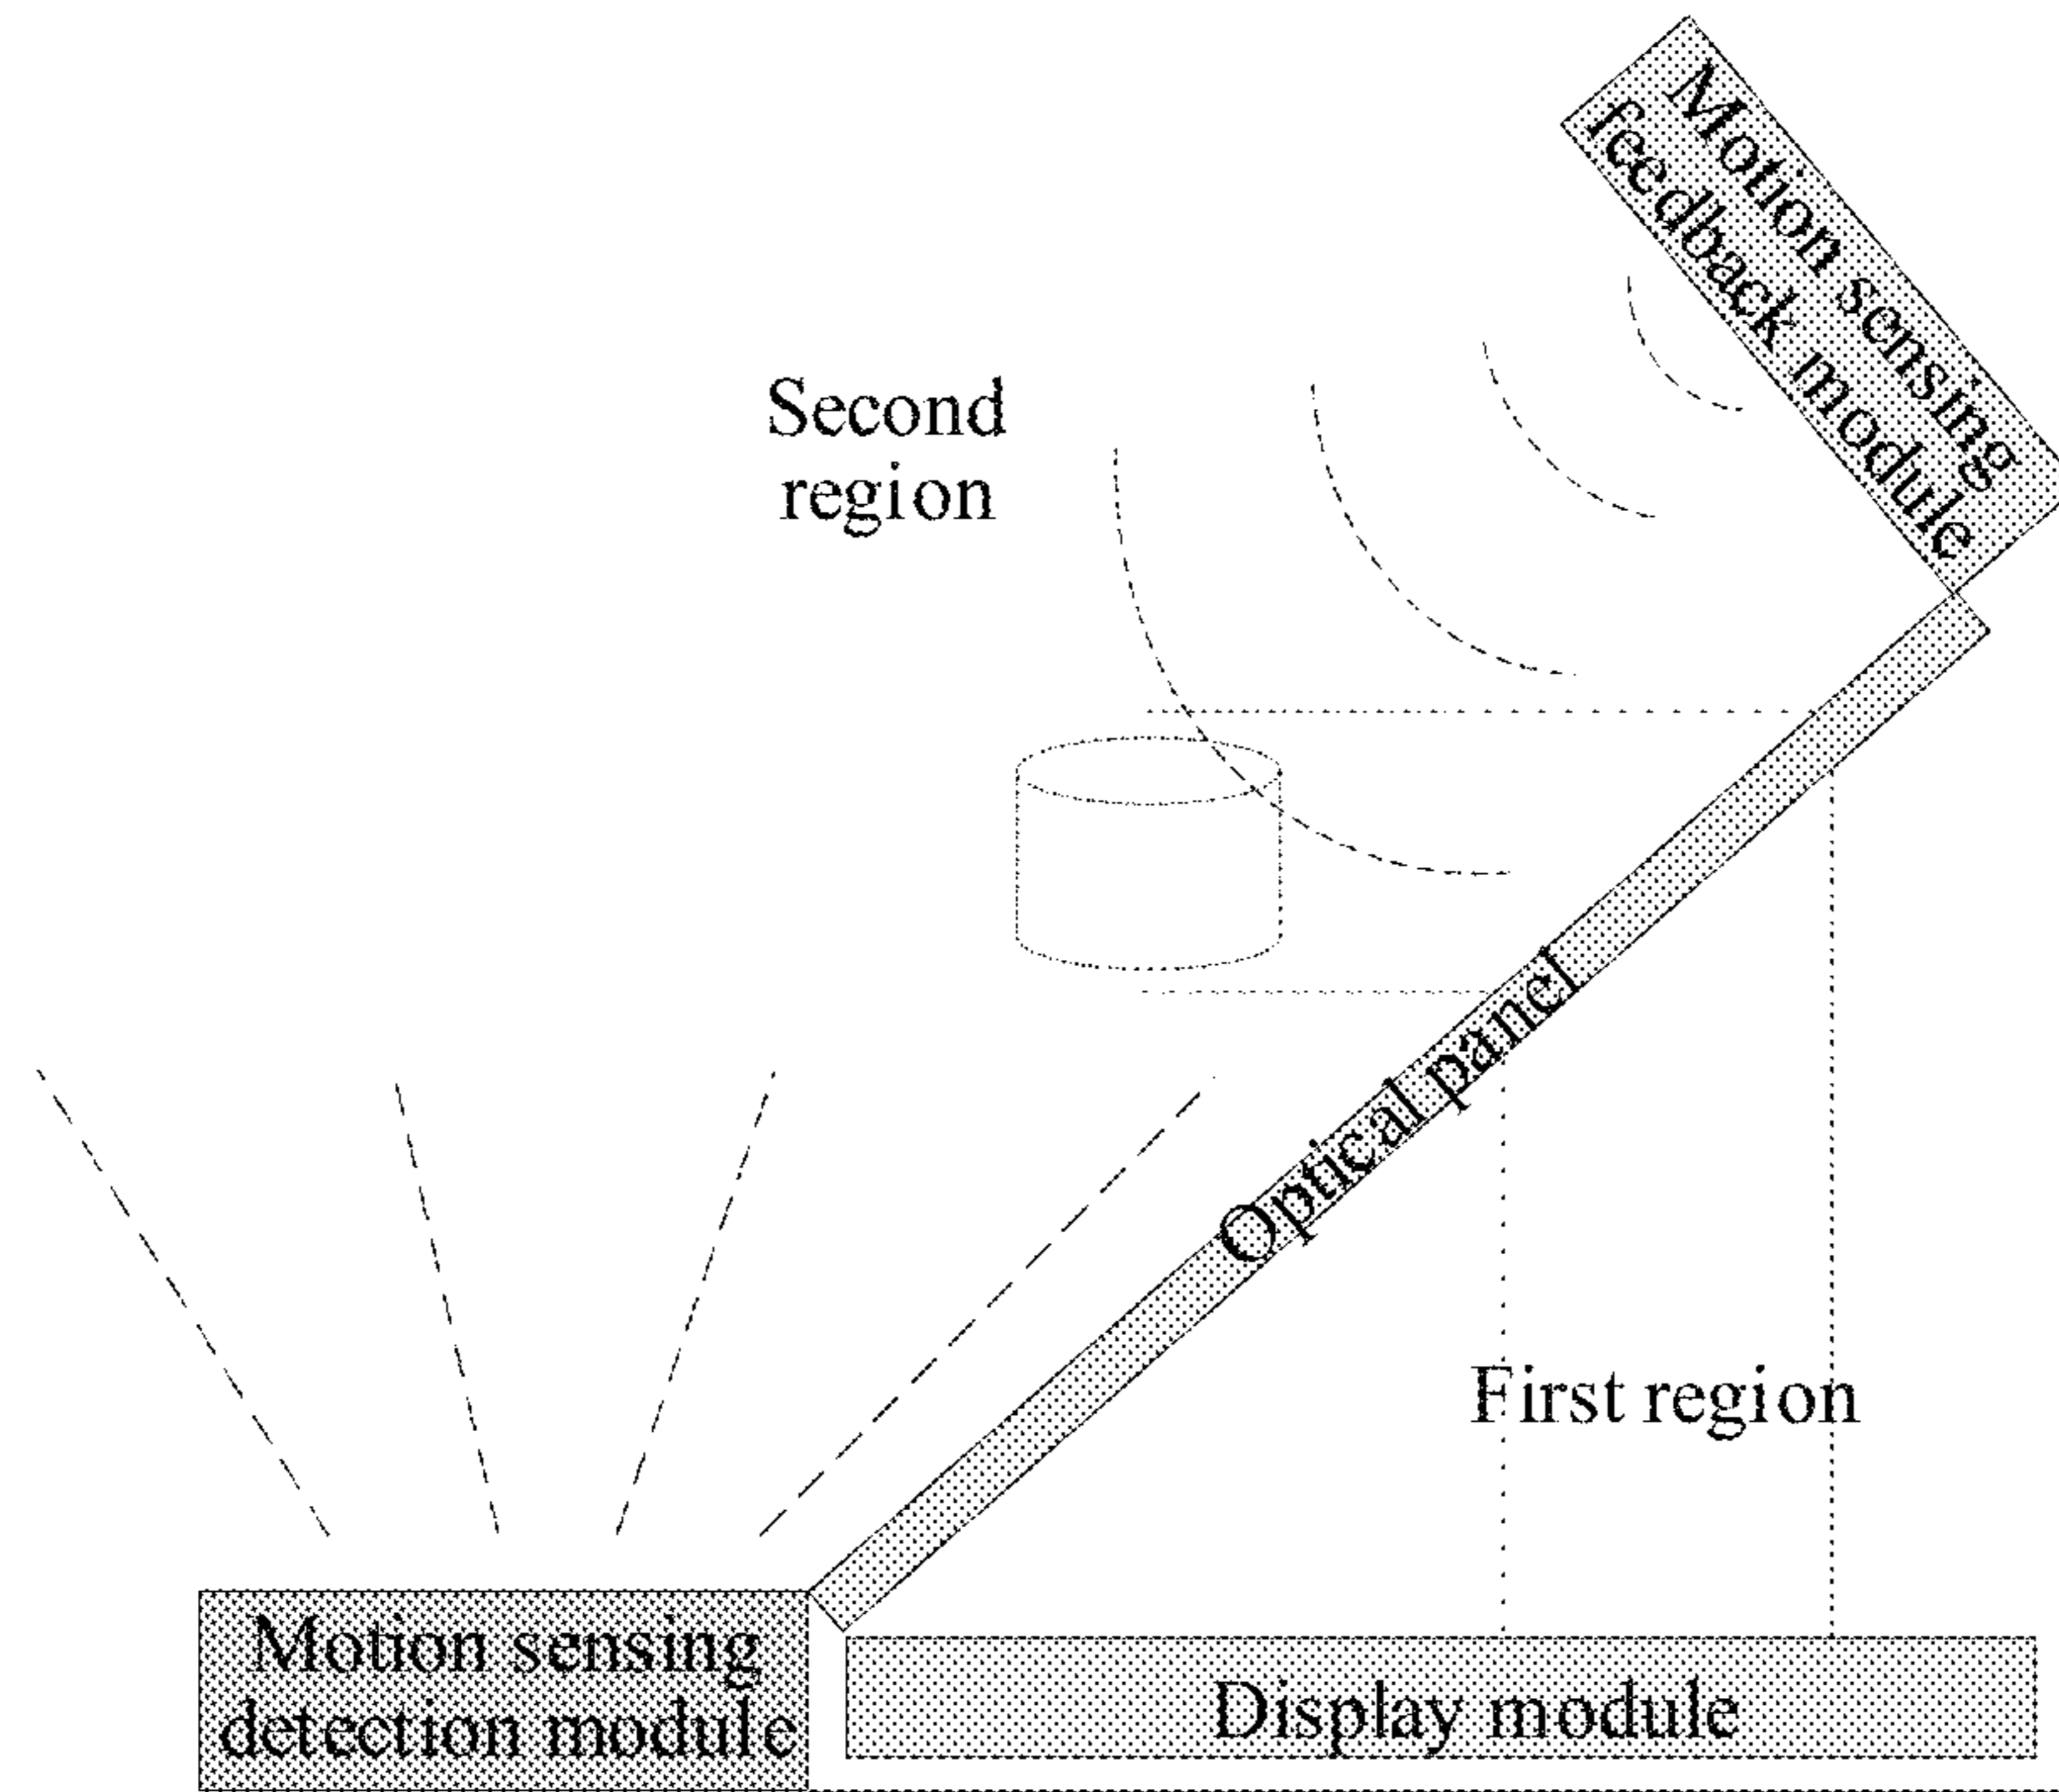 Motion sensing
feedback module
Second
region
Optical panel
First region
Motion sensing
detection module
Display module